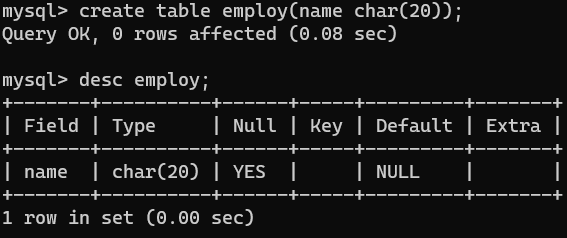 mysql> create table employ(name char(20));
Query OK, 0 rows affected (0.08 sec)

mysql> desc employ;
+-------+----------+------+-----+---------+-------+
| Field | Type     | Null | Key | Default | Extra |
+-------+----------+------+-----+---------+-------+
| name  | char(20) | YES  |     | NULL    |       |
+-------+----------+------+-----+---------+-------+
1 row in set (0.00 sec)